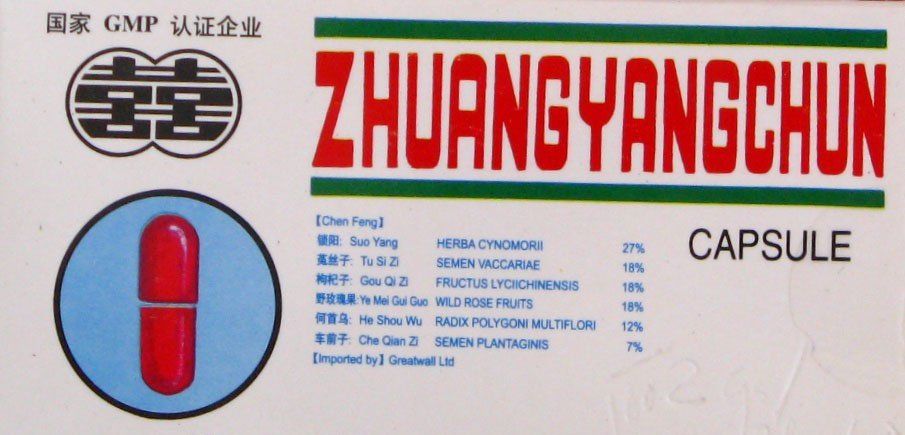 国家 GMP 认证企业
囍
ZHUANGYANGCHUN
CAPSULE
【Chen Feng】
锁阳: Suo Yang HERBA CYNOMORII 27%
菟丝子: Tu Si Zi SEMEN VACCARIAE 18%
枸杞子: Gou Qi Zi FRUCTUS LYCIICHINENSIS 18%
野玫瑰果: Ye Mei Gui Guo WILD ROSE FRUITS 18%
何首乌: He Shou Wu RADIX POLYGONI MULTIFLORI 12%
车前子: Che Qian Zi SEMEN PLANTAGINIS 7%
【Imported by】 Greatwall Ltd